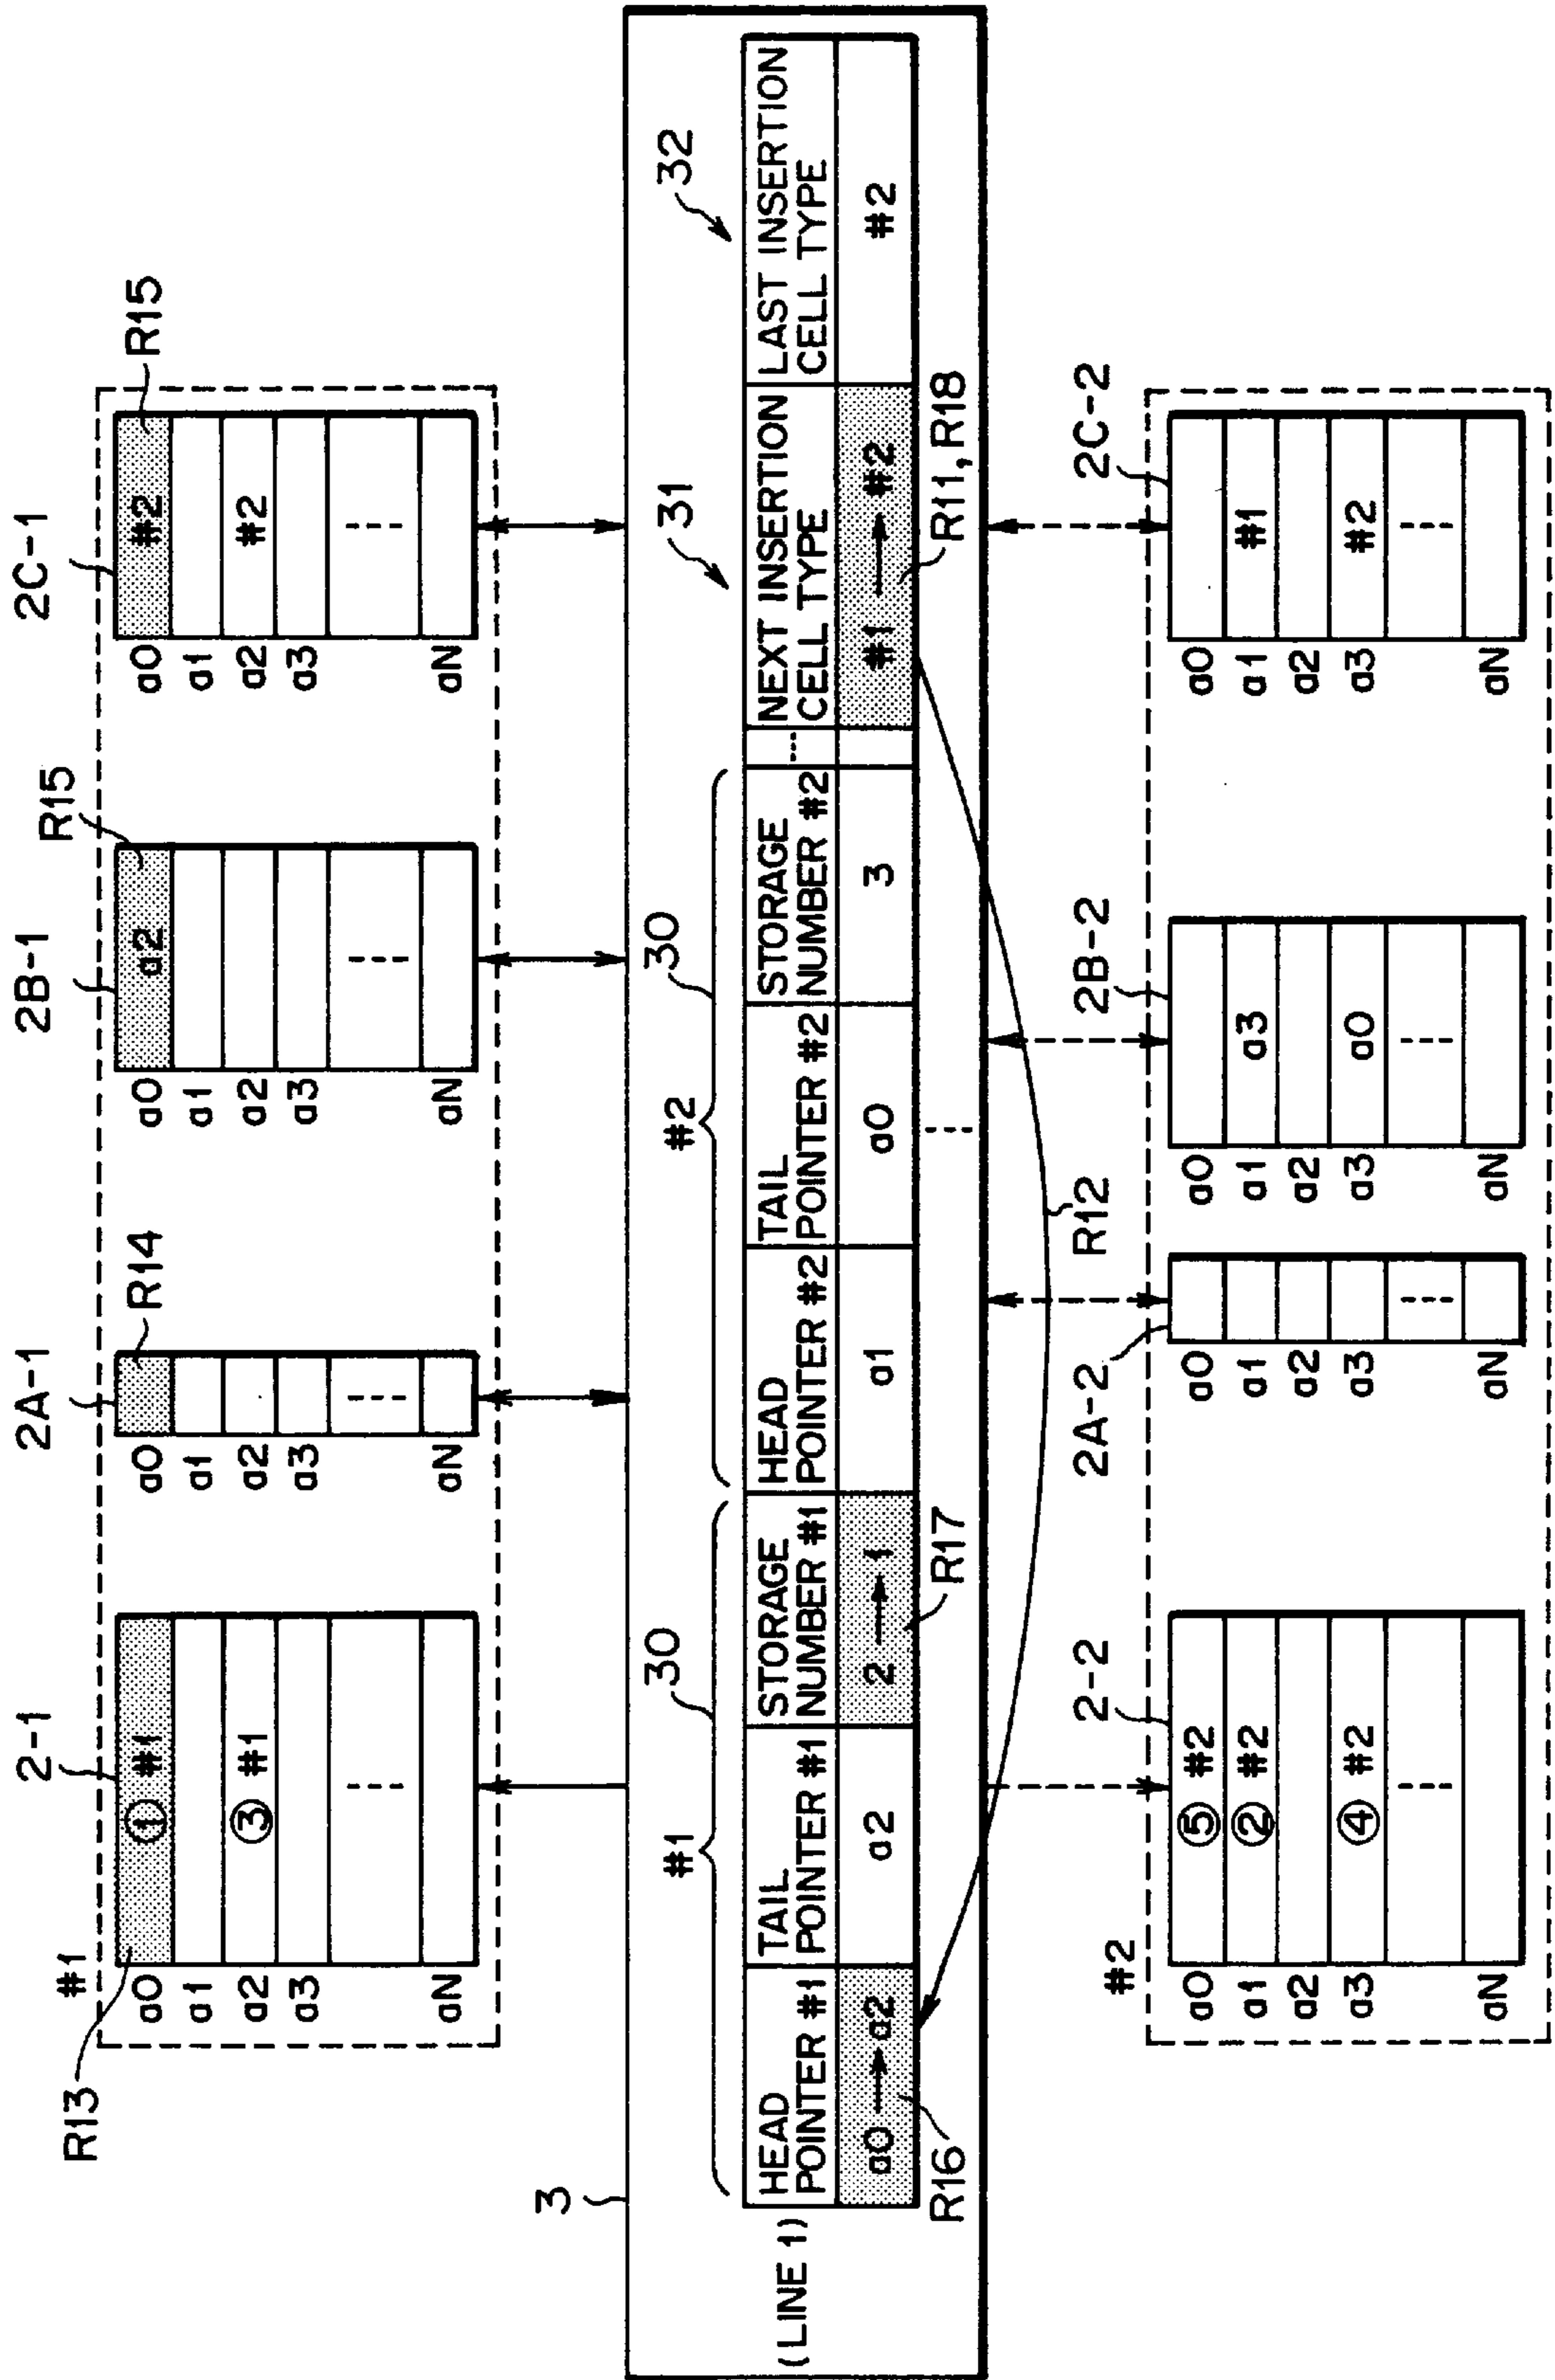 2-1
2A-1
2B-1
2C-1
R13
R14
R15
R15
#1
a0 ① #1
a1
a2 ③ #1
a3
---
aN
a0
a1
a2
a3
---
aN
a0 a2
a1
a2
a3
---
aN
a0 #2
a1
a2 #2
a3
---
aN
3
#1
30
#2
30
31
32
(LINE 1)
HEAD POINTER #1
TAIL POINTER #1
STORAGE NUMBER #1
HEAD POINTER #2
TAIL POINTER #2
STORAGE NUMBER #2
---
NEXT INSERTION CELL TYPE
LAST INSERTION CELL TYPE
a0 → a2
a2
2 → 1
a1
a0
3
#1 → #2
#2
---
R16
R17
R11, R18
R12
#2
2-2
2A-2
2B-2
2C-2
a0 ⑤ #2
a1 ② #2
a2
a3 ④ #2
---
aN
a0
a1
a2
a3
---
aN
a0
a1 a3
a2
a3 a0
---
aN
a0
a1 #1
a2
a3 #2
---
aN